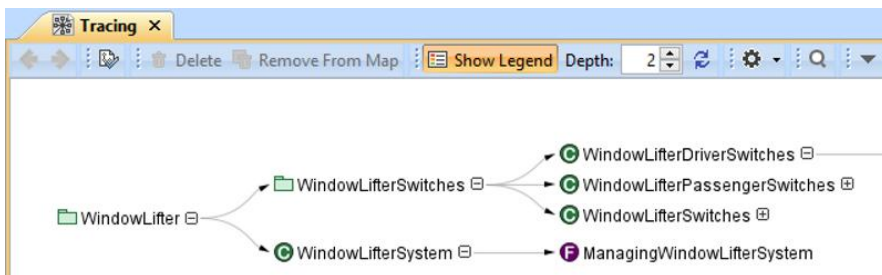 Tracing
Delete Remove From Map Show Legend Depth: 2
WindowLifterDriverSwitches
WindowLifterSwitches WindowLifterPassengerSwitches
WindowLifter WindowLifterSwitches
WindowLifterSystem ManagingWindowLifterSystem